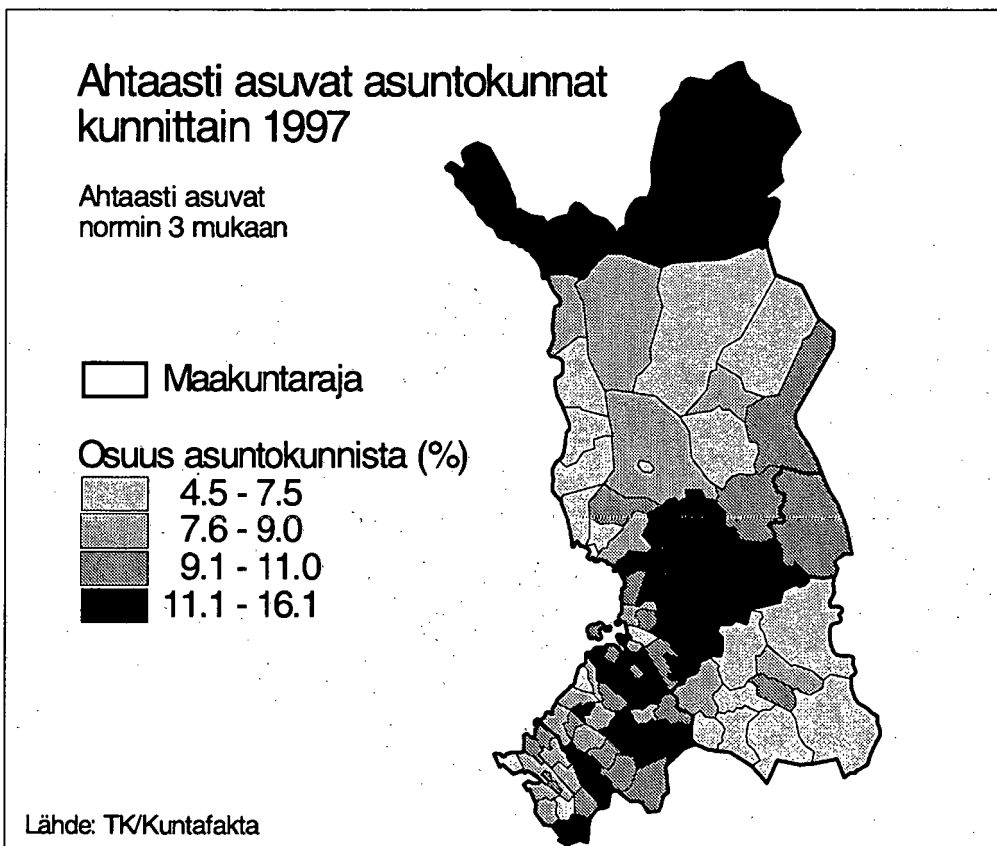 Ahtaasti asuvat asuntokunnat
kunnittain 1997
Ahtaasti asuvat
normin 3 mukaan
Maakuntaraja
Osuus asuntokunnista (%)
4.5 - 7.5
7.6 - 9.0
9.1 - 11.0
11.1 - 16.1
Lähde: TK/Kuntafakta